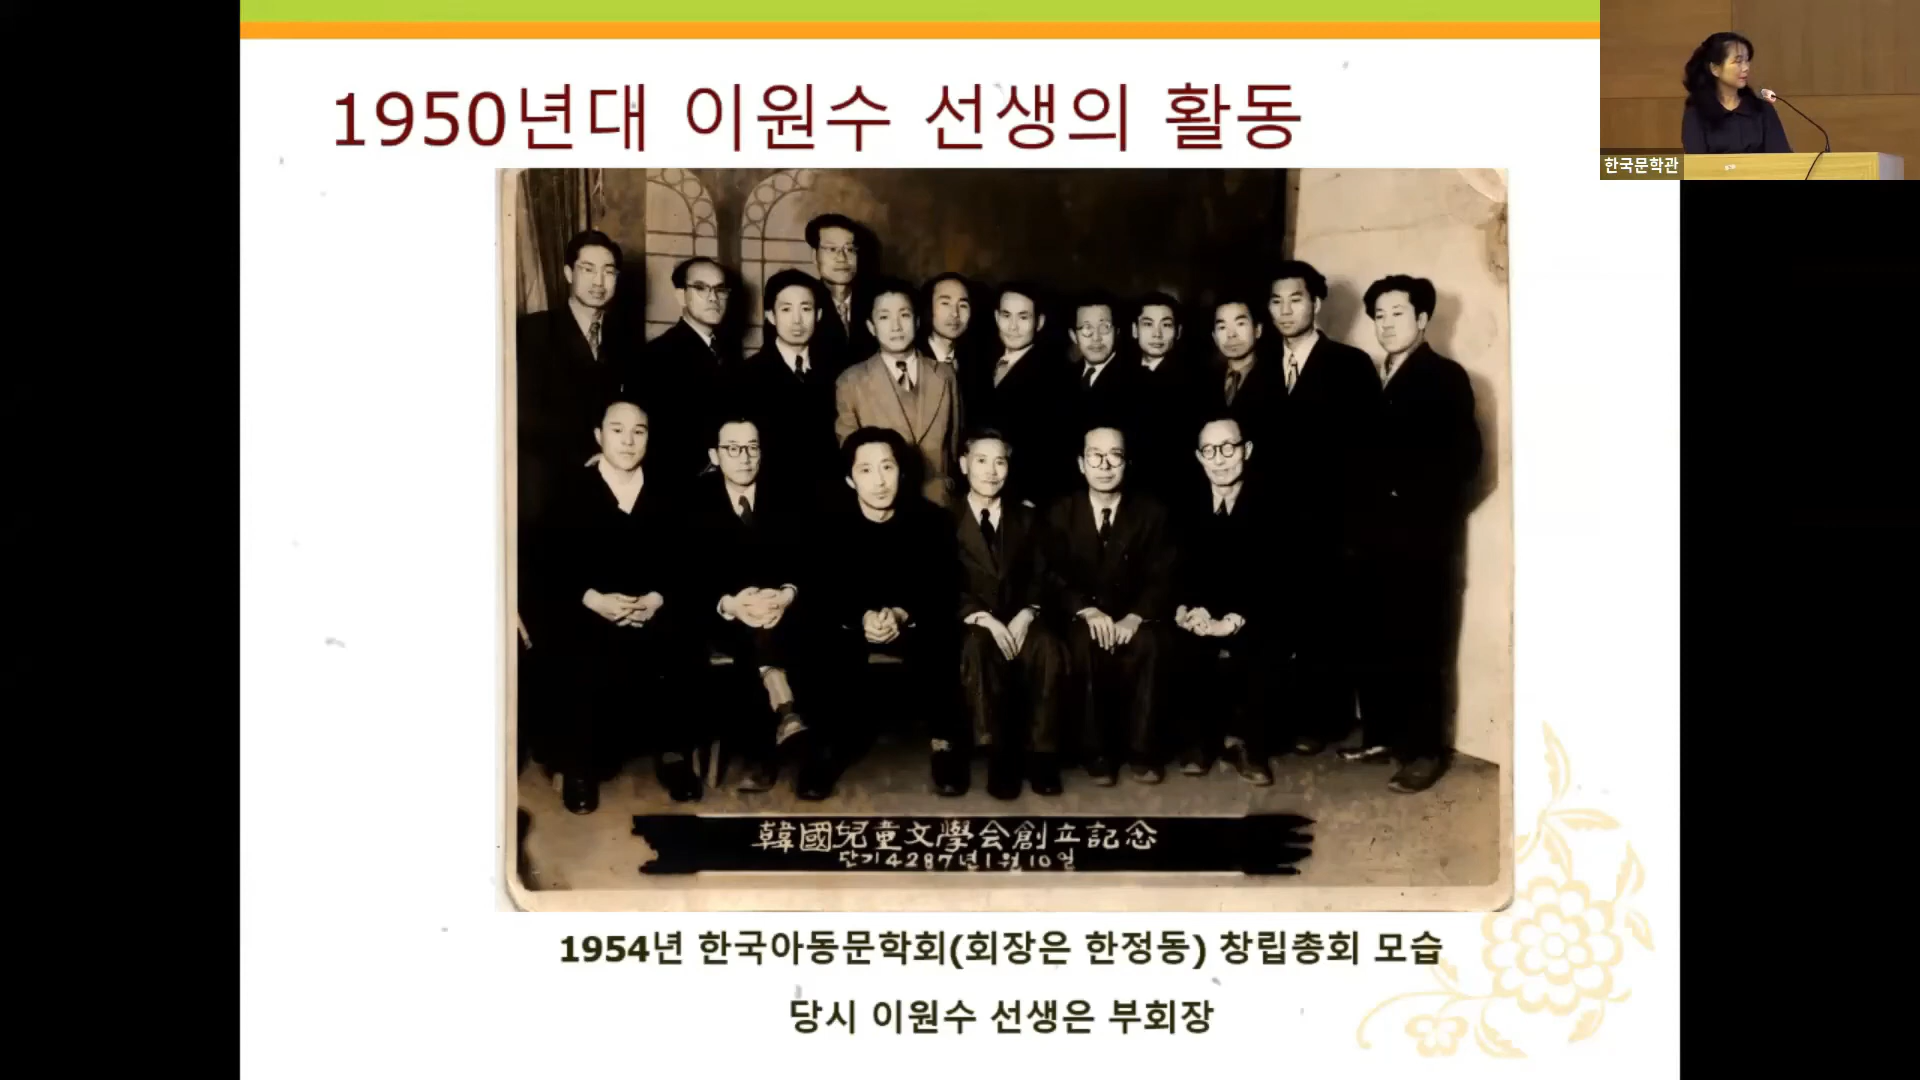 1950년대 이원수 선생의 활동
한국문학관
韓國兒童文學会創立記念
단기4287년1월10일
1954년 한국아동문학회(회장은 한정동) 창립총회 모습
당시 이원수 선생은 부회장